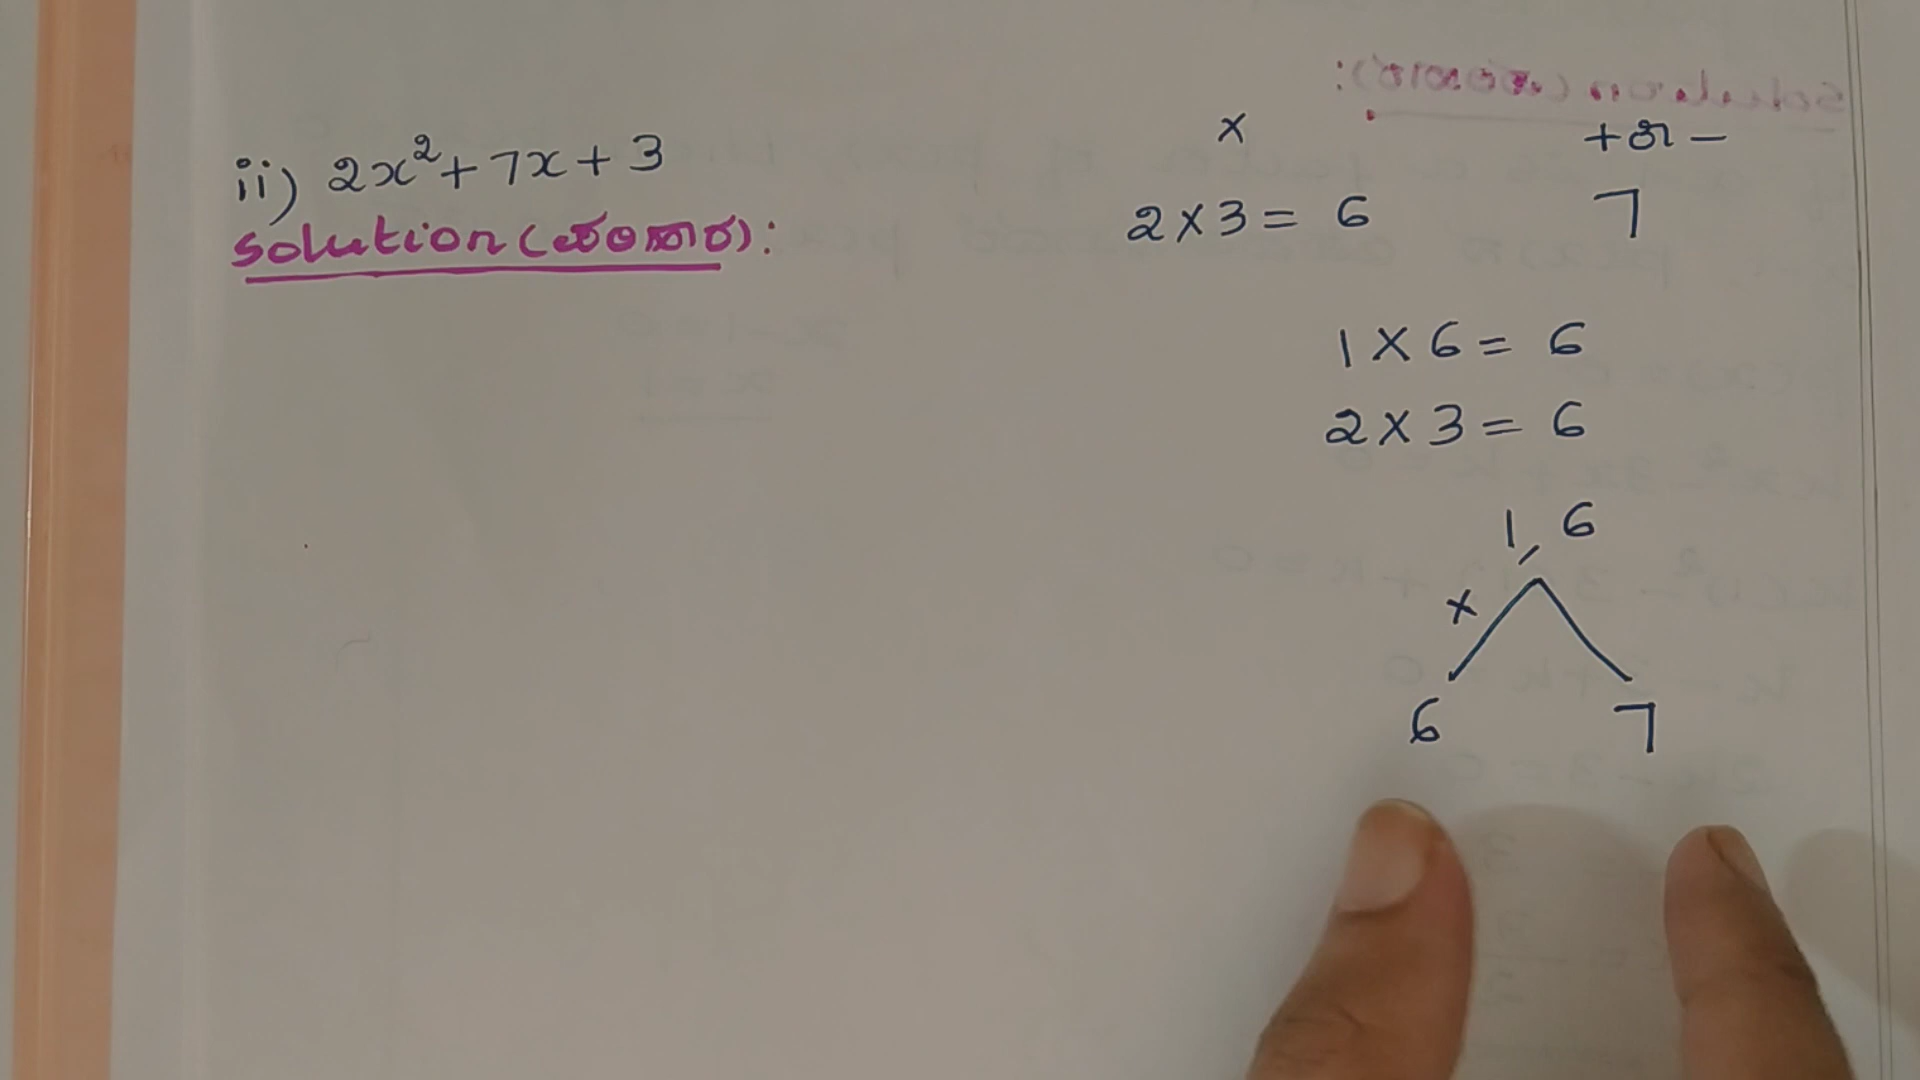 ii) 2x²+7x+3
solution (ಪರಿಹಾರ):
x +or −
2×3= 6 7
1×6= 6
2×3= 6
1, 6
x
6 7